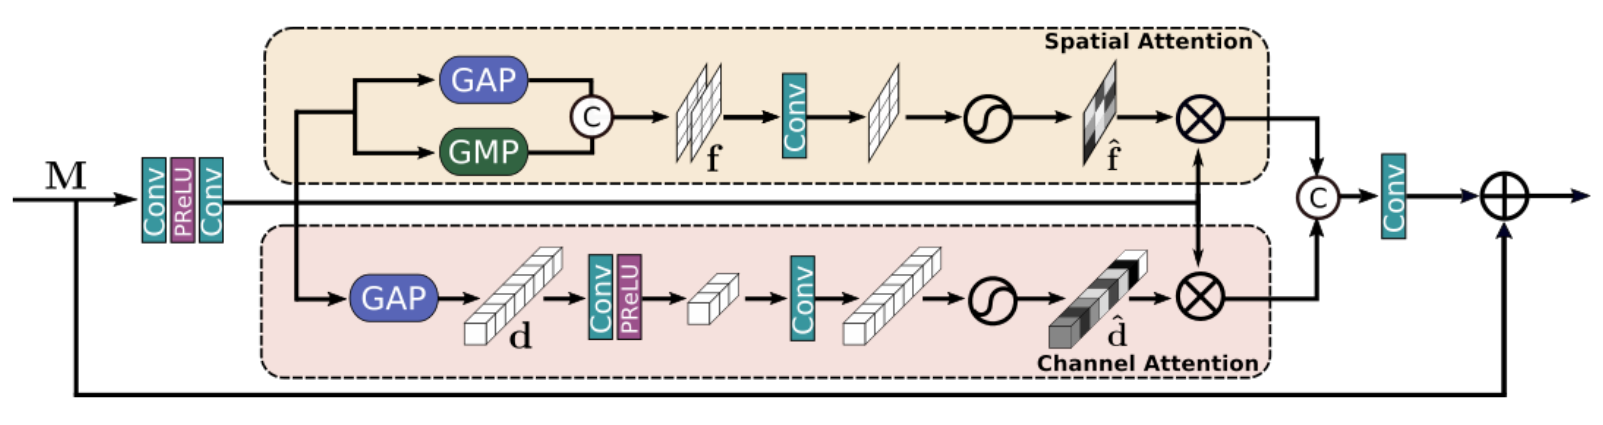 Spatial Attention
GAP
GMP
C
f
Conv
f̂
M
Conv
PReLU
Conv
C
Conv
GAP
d
Conv
PReLU
Conv
d̂
Channel Attention